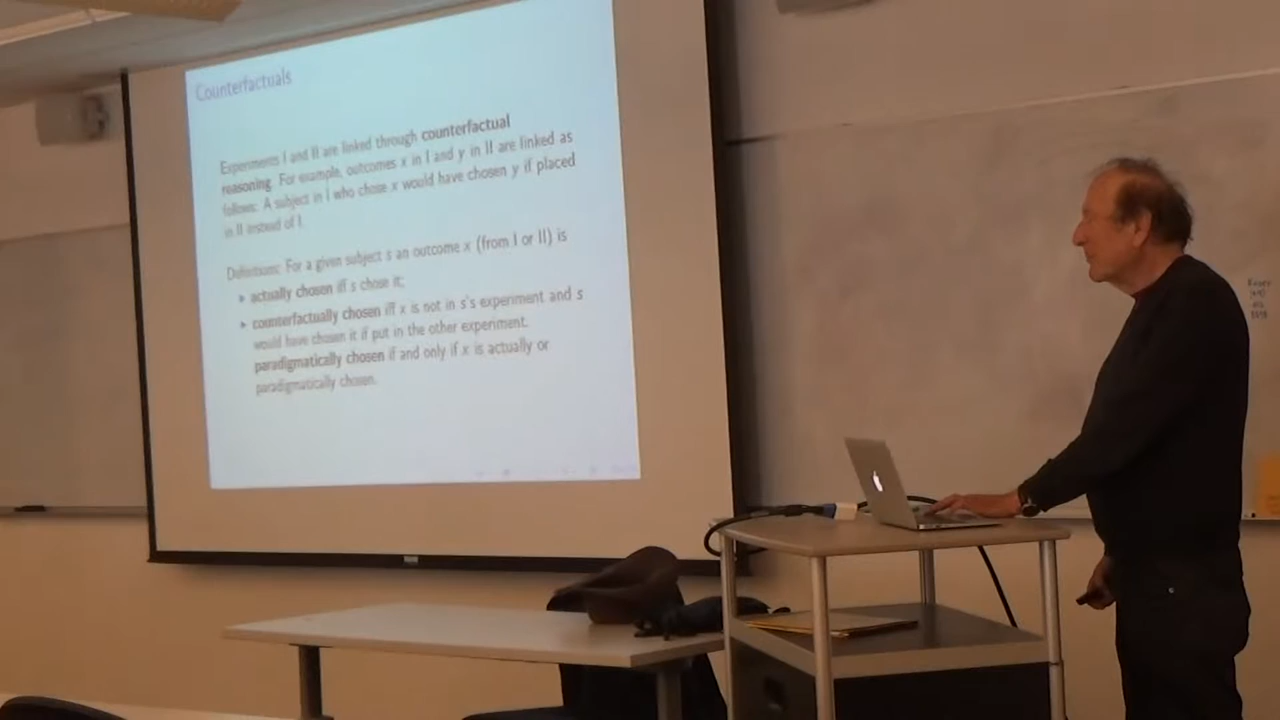 Counterfactuals
Experiments I and II are linked through counterfactual
reasoning. For example, outcomes x in I and y in II are linked as
follows: A subject in I who chose x would have chosen y if placed
in II instead of I.
Definitions: For a given subject s an outcome x (from I or II) is
actually chosen iff s chose it;
counterfactually chosen iff x is not in s's experiment and s
would have chosen it if put in the other experiment.
paradigmatically chosen if and only if x is actually or
paradigmatically chosen.